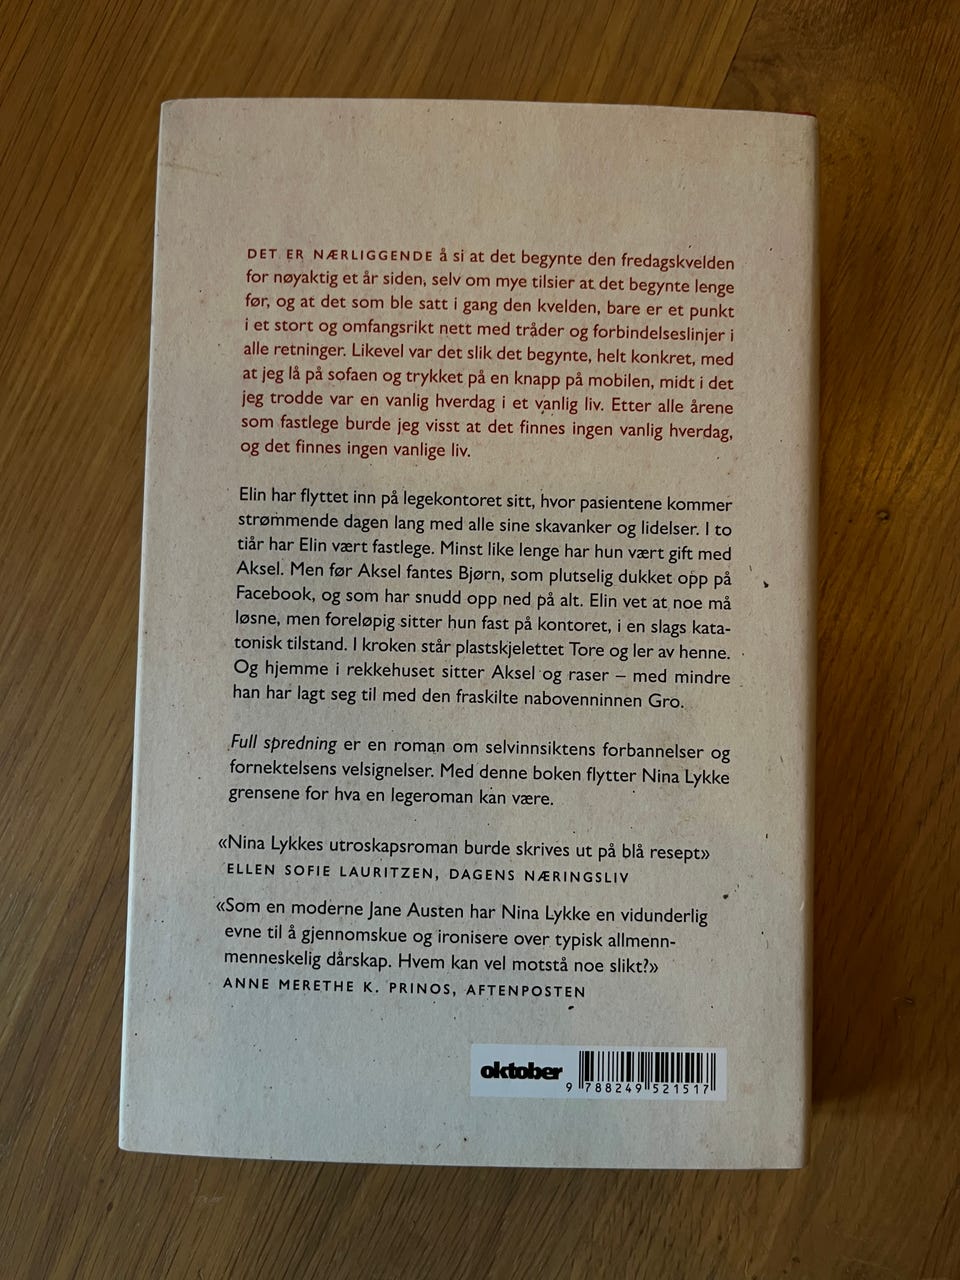 DET ER NÆRLIGGENDE å si at det begynte den fredagskvelden
for nøyaktig et år siden, selv om mye tilsier at det begynte lenge
før, og at det som ble satt i gang den kvelden, bare er et punkt
i et stort og omfangsrikt nett med tråder og forbindelseslinjer i
alle retninger. Likevel var det slik det begynte, helt konkret, med
at jeg lå på sofaen og trykket på en knapp på mobilen, midt i det
jeg trodde var en vanlig hverdag i et vanlig liv. Etter alle årene
som fastlege burde jeg visst at det finnes ingen vanlig hverdag,
og det finnes ingen vanlige liv.
Elin har flyttet inn på legekontoret sitt, hvor pasientene kommer
strømmende dagen lang med alle sine skavanker og lidelser. I to
tiår har Elin vært fastlege. Minst like lenge har hun vært gift med
Aksel. Men før Aksel fantes Bjørn, som plutselig dukket opp på
Facebook, og som har snudd opp ned på alt. Elin vet at noe må
løsne, men foreløpig sitter hun fast på kontoret, i en slags kata-
tonisk tilstand. I kroken står plastskjelettet Tore og ler av henne.
Og hjemme i rekkehuset sitter Aksel og raser – med mindre
han har lagt seg til med den fraskilte nabovenninnen Gro.
Full spredning er en roman om selvinnsiktens forbannelser og
fornektelsens velsignelser. Med denne boken flytter Nina Lykke
grensene for hva en legeroman kan være.
«Nina Lykkes utroskapsroman burde skrives ut på blå resept»
ELLEN SOFIE LAURITZEN, DAGENS NÆRINGSLIV
«Som en moderne Jane Austen har Nina Lykke en vidunderlig
evne til å gjennomskue og ironisere over typisk allmenn-
menneskelig dårskap. Hvem kan vel motstå noe slikt?»
ANNE MERETHE K. PRINOS, AFTENPOSTEN
oktober
9 788249 521517